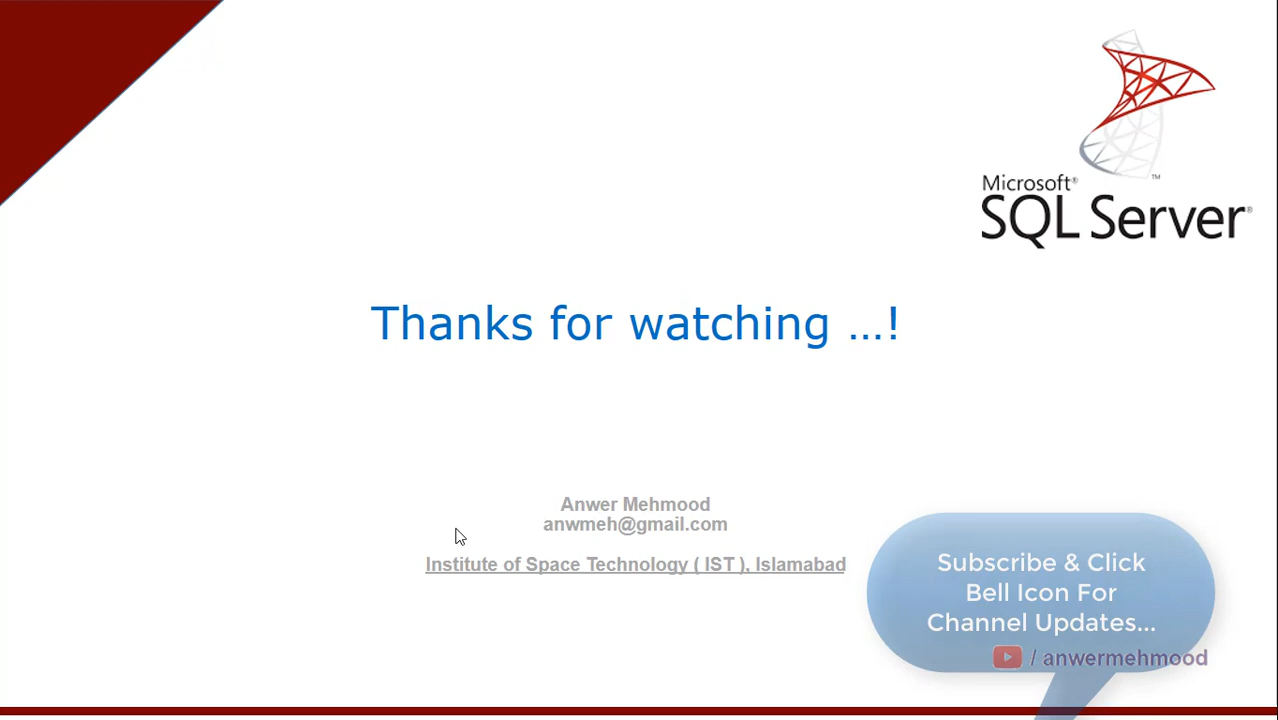 Microsoft®
SQL Server®
™
Thanks for watching ...!
Anwer Mehmood
anwmeh@gmail.com
Institute of Space Technology ( IST ), Islamabad
Subscribe & Click
Bell Icon For
Channel Updates...
/ anwermehmood